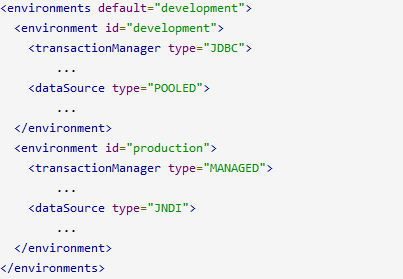 <environments default="development">
  <environment id="development">
    <transactionManager type="JDBC">
        ...
    <dataSource type="POOLED">
        ...
  </environment>
  <environment id="production">
    <transactionManager type="MANAGED">
        ...
    <dataSource type="JNDI">
        ...
  </environment>
</environments>